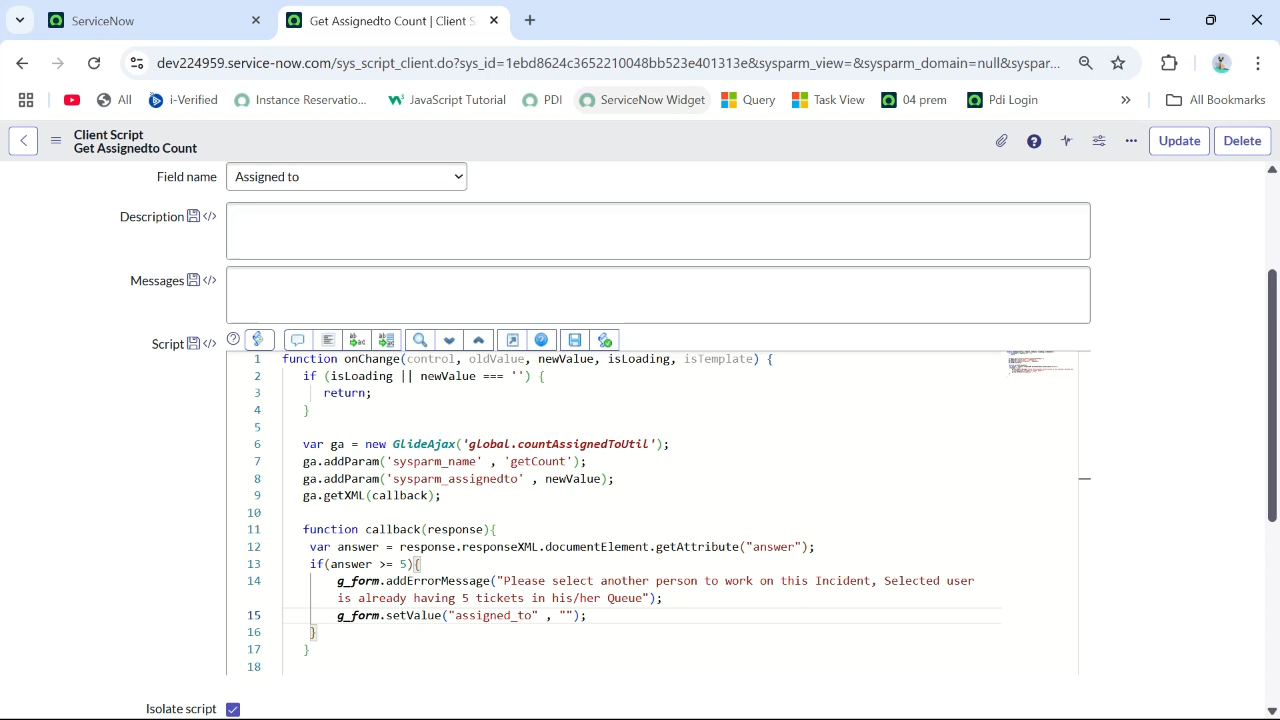 ServiceNow
Get Assignedto Count | Client S
dev224959.service-now.com/sys_script_client.do?sys_id=1ebd8624c3652210048bb523e401313e&sysparm_view=&sysparm_domain=null&syspar...
All
i-Verified
Instance Reservatio...
JavaScript Tutorial
PDI
ServiceNow Widget
Query
Task View
04 prem
Pdi Login
»
All Bookmarks
Client Script
Get Assignedto Count
Update
Delete
Field name
Assigned to
Description
Messages
Script
1 function onChange(control, oldValue, newValue, isLoading, isTemplate) {
2 if (isLoading || newValue === '') {
3 return;
4 }
5
6 var ga = new GlideAjax('global.countAssignedToUtil');
7 ga.addParam('sysparm_name' , 'getCount');
8 ga.addParam('sysparm_assignedto' , newValue);
9 ga.getXML(callback);
10
11 function callback(response){
12 var answer = response.responseXML.documentElement.getAttribute("answer");
13 if(answer >= 5){
14 g_form.addErrorMessage("Please select another person to work on this Incident, Selected user
is already having 5 tickets in his/her Queue");
15 g_form.setValue("assigned_to" , "");
16 }
17 }
18
Isolate script